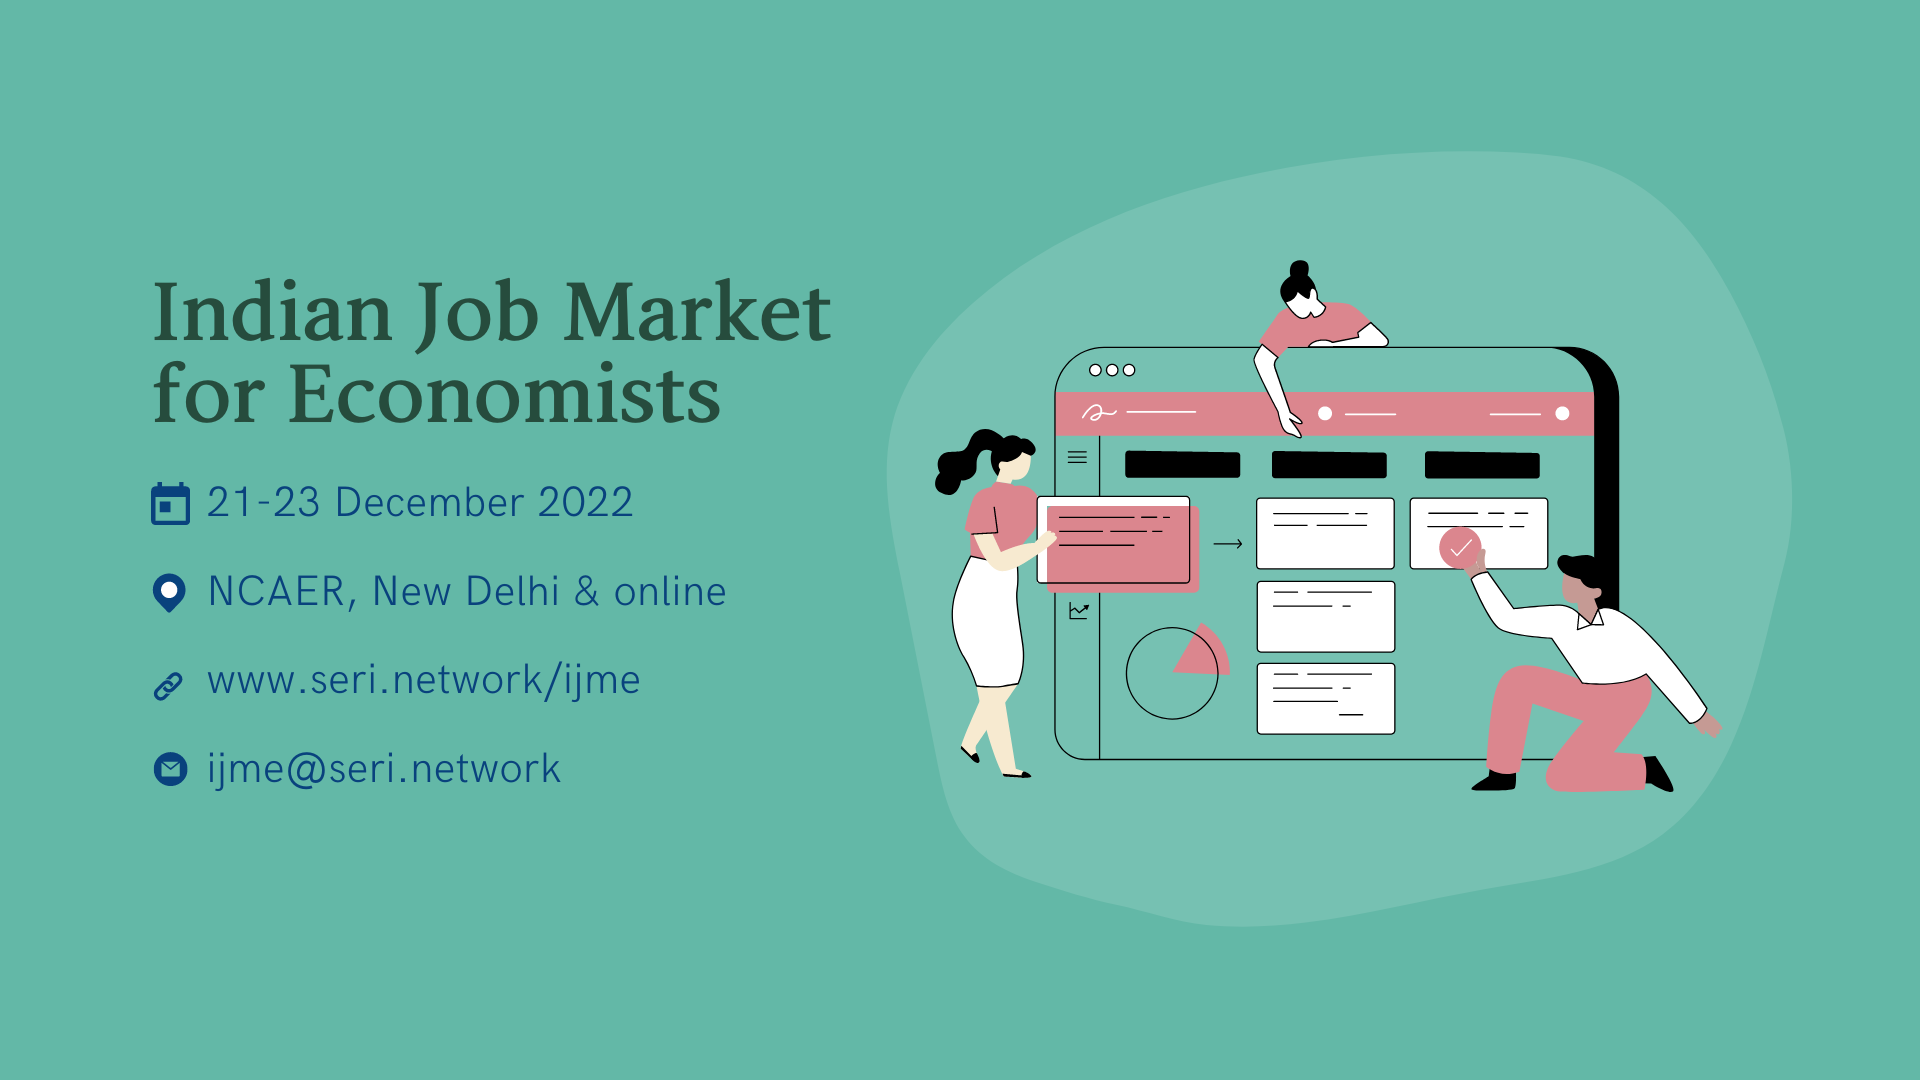 Indian Job Market
for Economists
21-23 December 2022
NCAER, New Delhi & online
www.seri.network/ijme
ijme@seri.network